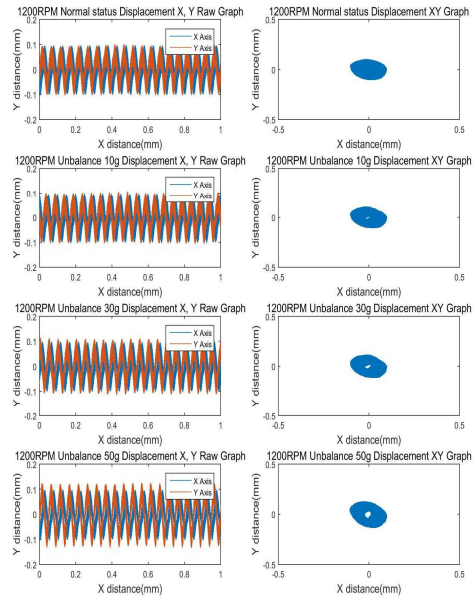 1200RPM Normal status Displacement X, Y Raw Graph
0.2
0.1
0
-0.1
-0.2
Y distance(mm)
X Axis
Y Axis
0 0.2 0.4 0.6 0.8 1
X distance(mm)
1200RPM Normal status Displacement XY Graph
0.5
0
-0.5
Y distance(mm)
-0.5 0 0.5
X distance(mm)
1200RPM Unbalance 10g Displacement X, Y Raw Graph
0.2
0.1
0
-0.1
-0.2
Y distance(mm)
X Axis
Y Axis
0 0.2 0.4 0.6 0.8 1
X distance(mm)
1200RPM Unbalance 10g Displacement XY Graph
0.5
0
-0.5
Y distance(mm)
-0.5 0 0.5
X distance(mm)
1200RPM Unbalance 30g Displacement X, Y Raw Graph
0.2
0.1
0
-0.1
-0.2
Y distance(mm)
X Axis
Y Axis
0 0.2 0.4 0.6 0.8 1
X distance(mm)
1200RPM Unbalance 30g Displacement XY Graph
0.5
0
-0.5
Y distance(mm)
-0.5 0 0.5
X distance(mm)
1200RPM Unbalance 50g Displacement X, Y Raw Graph
0.2
0.1
0
-0.1
-0.2
Y distance(mm)
X Axis
Y Axis
0 0.2 0.4 0.6 0.8 1
X distance(mm)
1200RPM Unbalance 50g Displacement XY Graph
0.5
0
-0.5
Y distance(mm)
-0.5 0 0.5
X distance(mm)